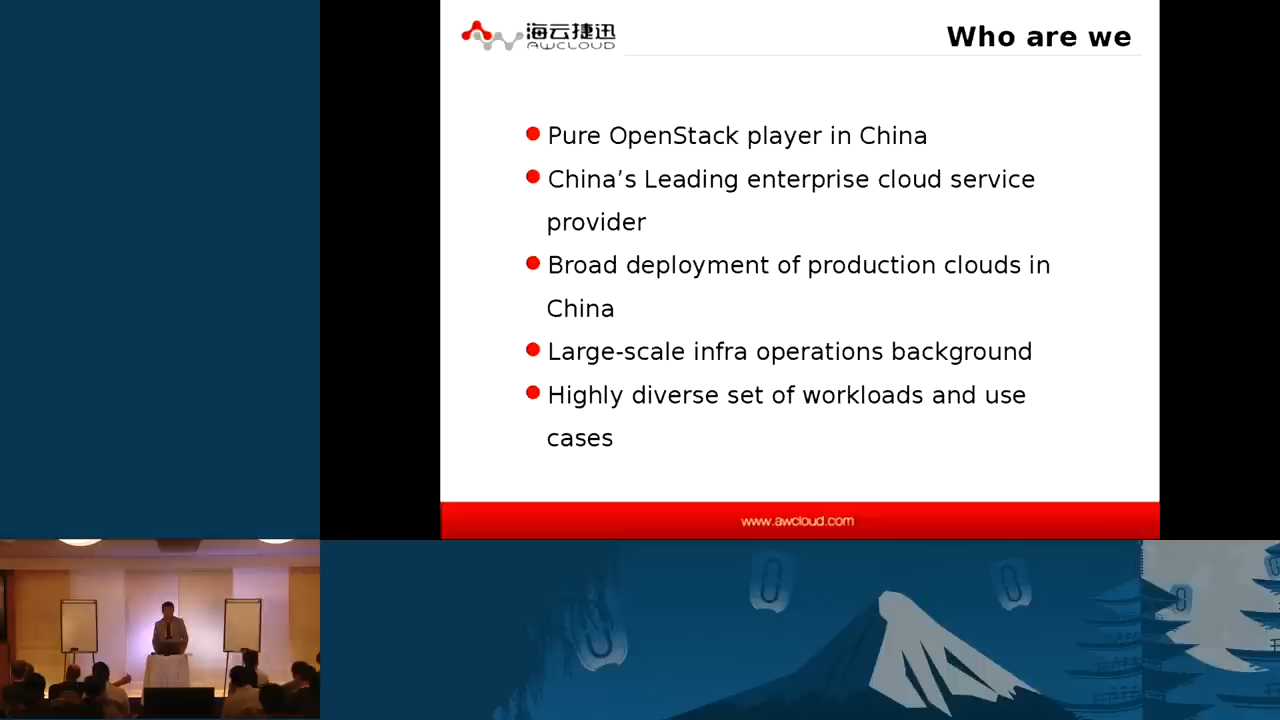 海云捷迅
AWCLOUD
Who are we
Pure OpenStack player in China
China’s Leading enterprise cloud service
provider
Broad deployment of production clouds in
China
Large-scale infra operations background
Highly diverse set of workloads and use
cases
www.awcloud.com